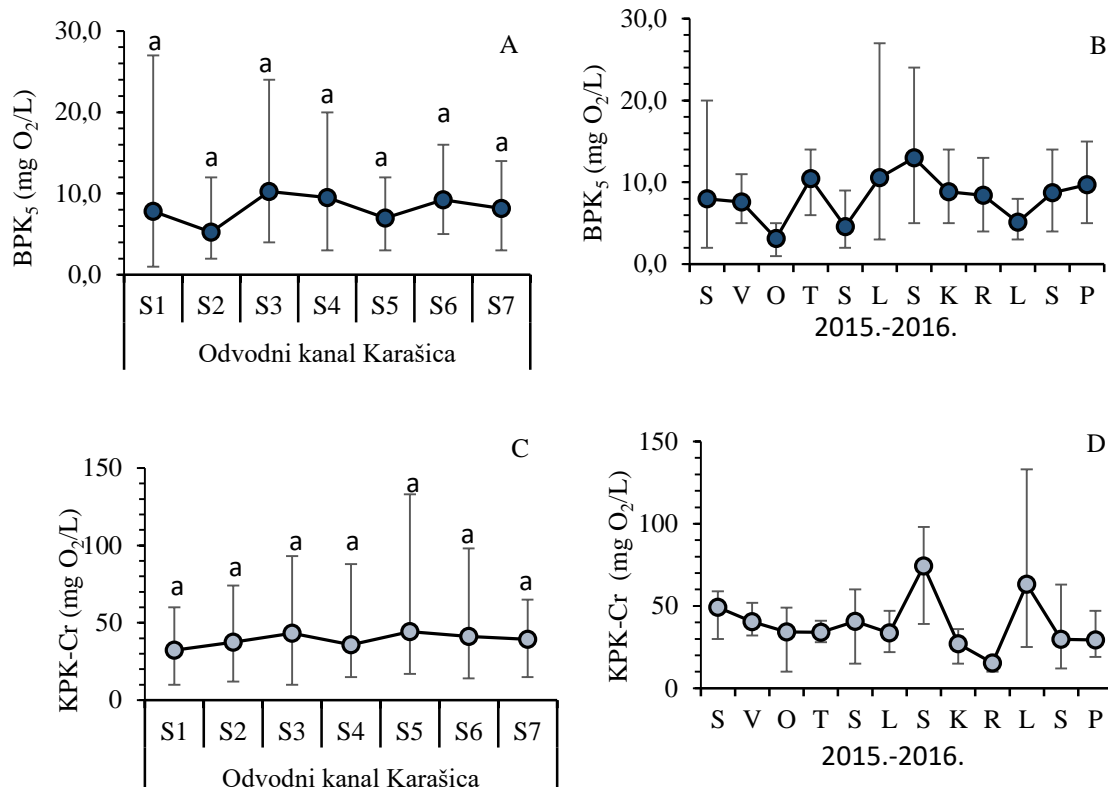 A
BPK₅ (mg O₂/L)
30,0
20,0
10,0
0,0
a a a a a a a
S1 S2 S3 S4 S5 S6 S7
Odvodni kanal Karašica
B
BPK₅ (mg O₂/L)
30,0
20,0
10,0
0,0
S V O T S L S K R L S P
2015.-2016.
C
KPK-Cr (mg O₂/L)
150
100
50
0
a a a a a a a
S1 S2 S3 S4 S5 S6 S7
Odvodni kanal Karašica
D
KPK-Cr (mg O₂/L)
150
100
50
0
S V O T S L S K R L S P
2015.-2016.